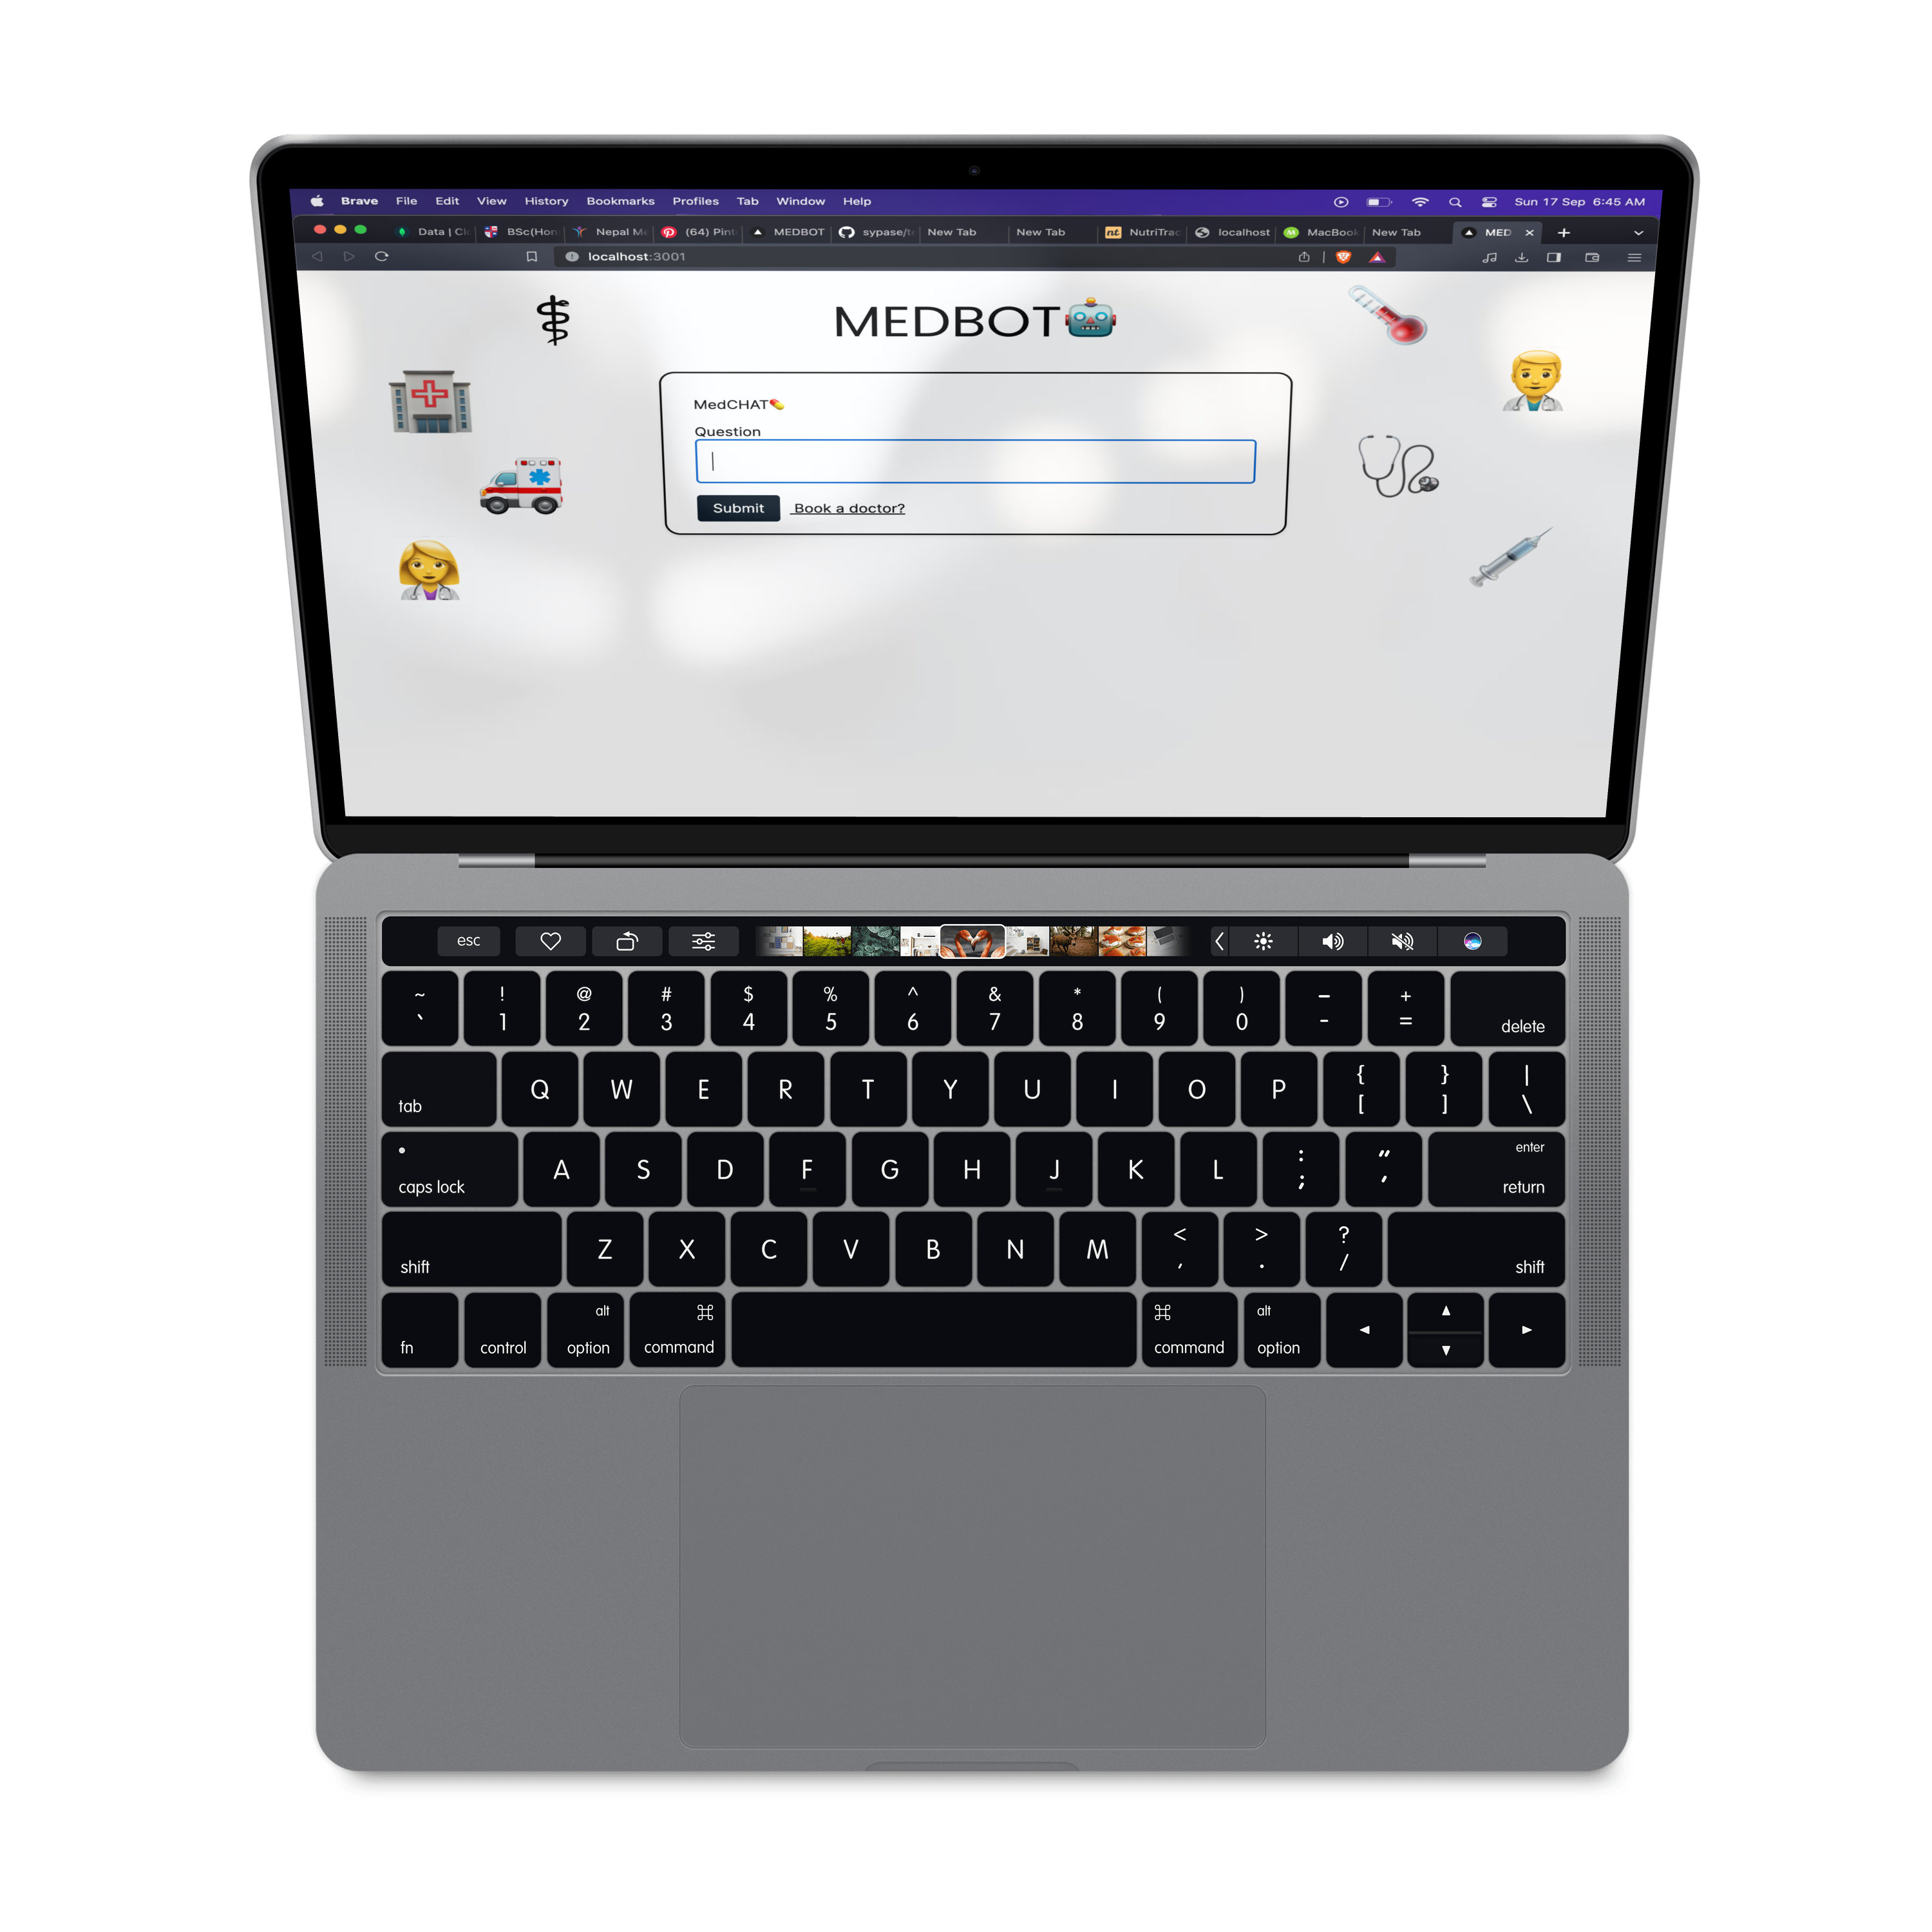 Brave File Edit View History Bookmarks Profiles Tab Window Help Sun 17 Sep 6:45 AM
Data | Cl BSc(Hon Nepal Me (64) Pint MEDBOT sypase/t New Tab New Tab nt NutriTrac localhost M MacBook New Tab MED
localhost:3001
MEDBOT
MedCHAT
Question
Submit Book a doctor?
esc
~ ! @ # $ % ^ & * ( ) – +
` 1 2 3 4 5 6 7 8 9 0 - = delete
tab Q W E R T Y U I O P { [ } ] | \
caps lock A S D F G H J K L : ; " ' enter return
shift Z X C V B N M < , > . ? / shift
fn control alt option ⌘ command ⌘ command alt option